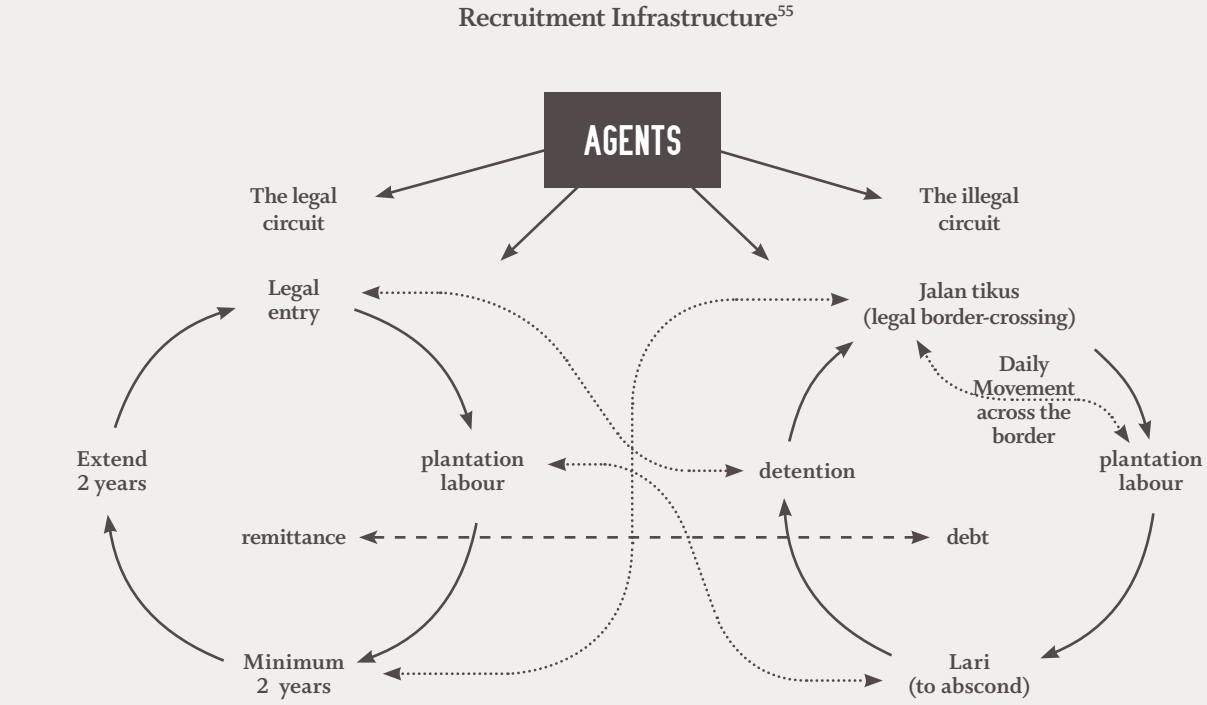 Recruitment Infrastructure55
AGENTS
The legal
circuit
The illegal
circuit
Legal
entry
Jalan tikus
(legal border-crossing)
Daily
Movement
across the
border
Extend
2 years
plantation
labour
detention
plantation
labour
remittance
debt
Minimum
2 years
Lari
(to abscond)